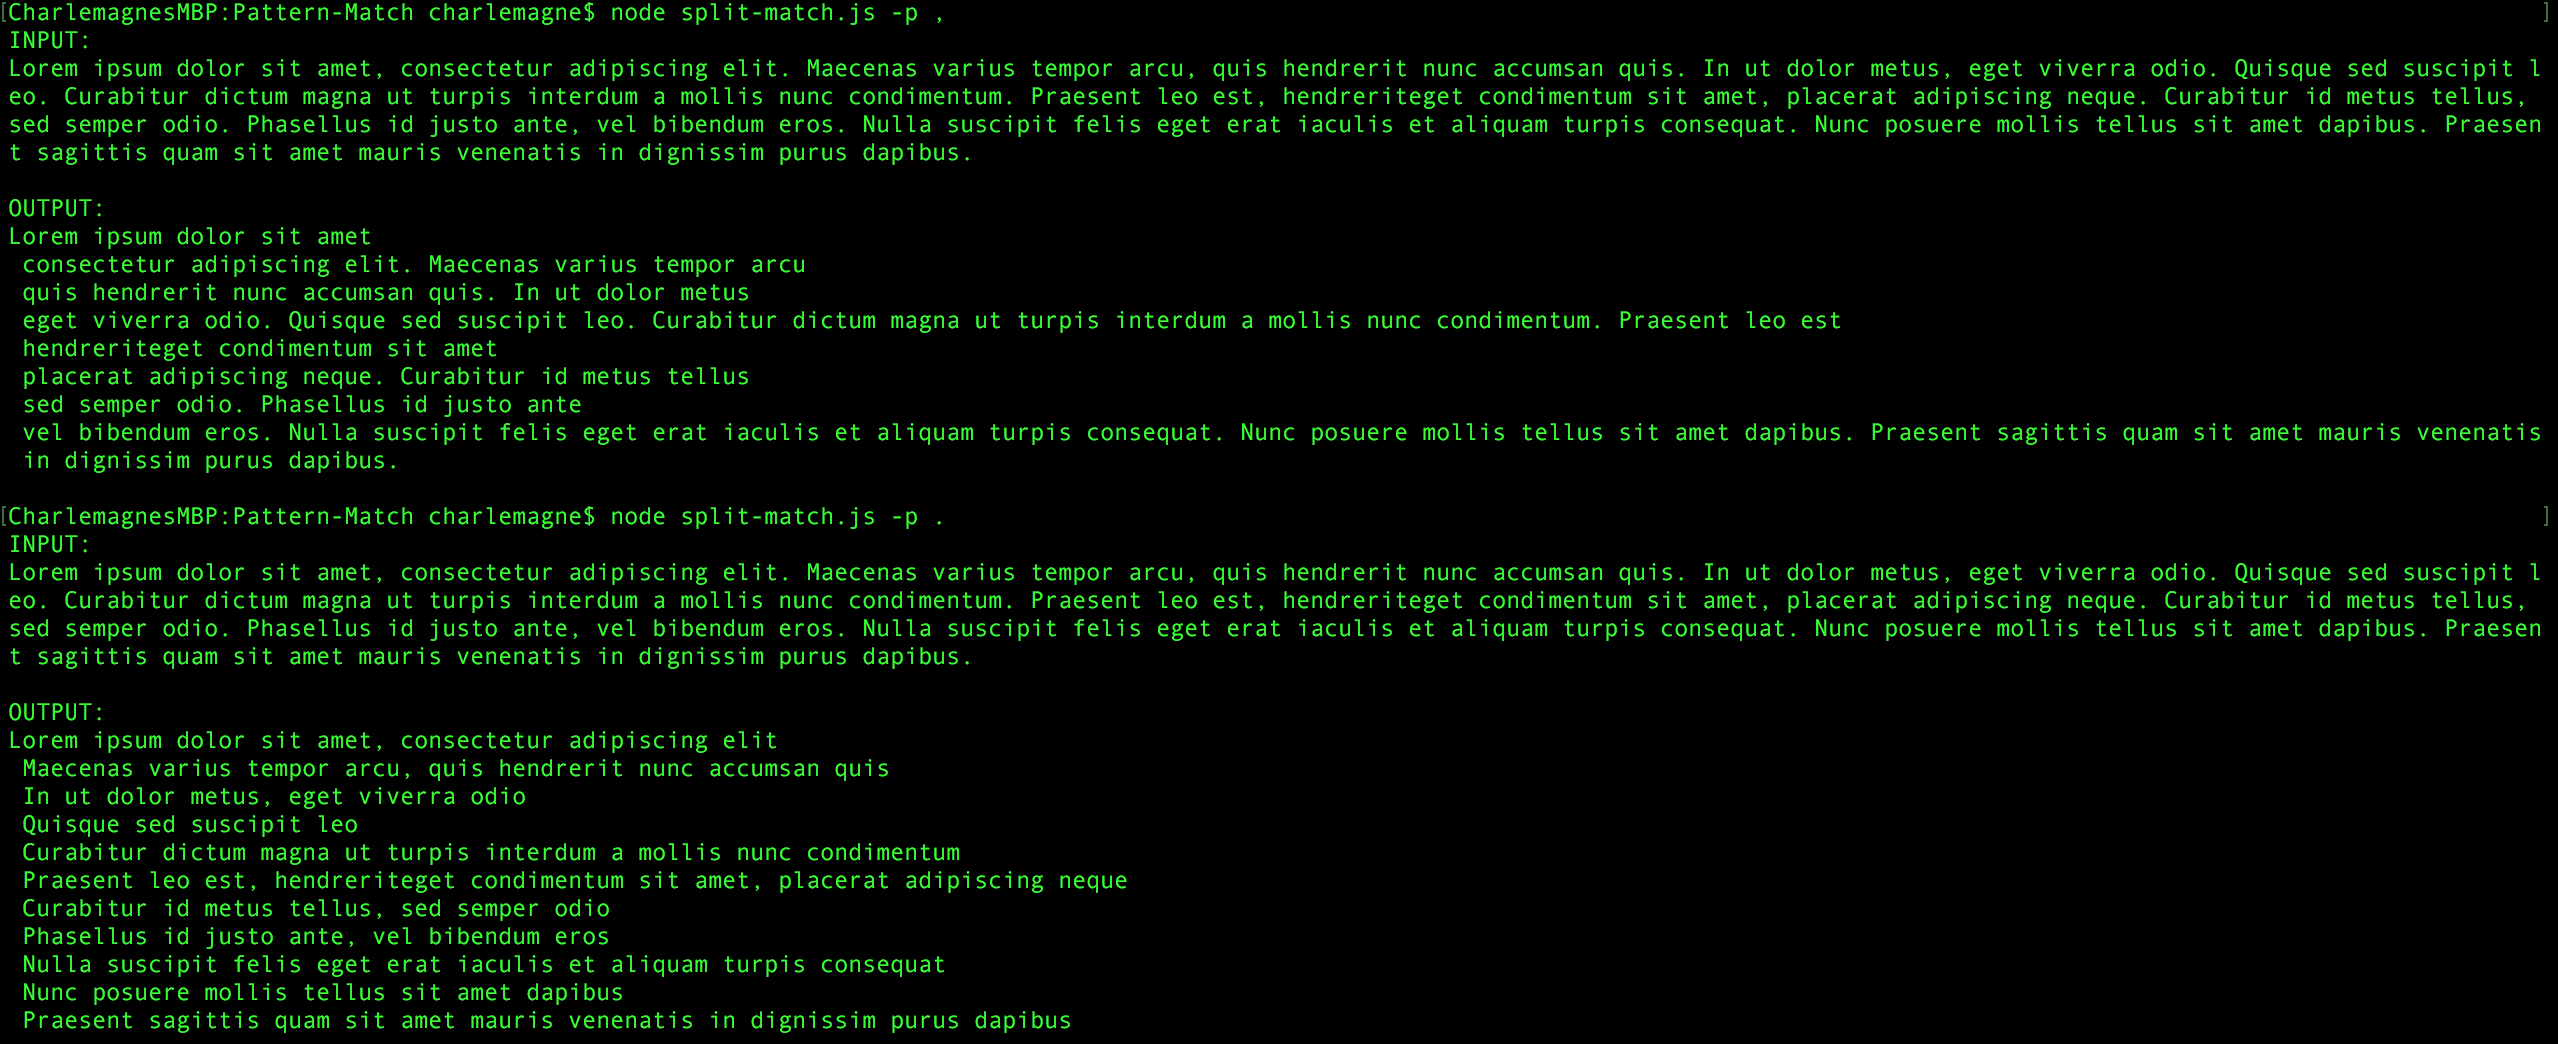 [CharlemagnesMBP:Pattern-Match charlemagne$ node split-match.js -p , ]
INPUT:
Lorem ipsum dolor sit amet, consectetur adipiscing elit. Maecenas varius tempor arcu, quis hendrerit nunc accumsan quis. In ut dolor metus, eget viverra odio. Quisque sed suscipit l
eo. Curabitur dictum magna ut turpis interdum a mollis nunc condimentum. Praesent leo est, hendreriteget condimentum sit amet, placerat adipiscing neque. Curabitur id metus tellus,
sed semper odio. Phasellus id justo ante, vel bibendum eros. Nulla suscipit felis eget erat iaculis et aliquam turpis consequat. Nunc posuere mollis tellus sit amet dapibus. Praesen
t sagittis quam sit amet mauris venenatis in dignissim purus dapibus.

OUTPUT:
Lorem ipsum dolor sit amet
 consectetur adipiscing elit. Maecenas varius tempor arcu
 quis hendrerit nunc accumsan quis. In ut dolor metus
 eget viverra odio. Quisque sed suscipit leo. Curabitur dictum magna ut turpis interdum a mollis nunc condimentum. Praesent leo est
 hendreriteget condimentum sit amet
 placerat adipiscing neque. Curabitur id metus tellus
 sed semper odio. Phasellus id justo ante
 vel bibendum eros. Nulla suscipit felis eget erat iaculis et aliquam turpis consequat. Nunc posuere mollis tellus sit amet dapibus. Praesent sagittis quam sit amet mauris venenatis
 in dignissim purus dapibus.

[CharlemagnesMBP:Pattern-Match charlemagne$ node split-match.js -p . ]
INPUT:
Lorem ipsum dolor sit amet, consectetur adipiscing elit. Maecenas varius tempor arcu, quis hendrerit nunc accumsan quis. In ut dolor metus, eget viverra odio. Quisque sed suscipit l
eo. Curabitur dictum magna ut turpis interdum a mollis nunc condimentum. Praesent leo est, hendreriteget condimentum sit amet, placerat adipiscing neque. Curabitur id metus tellus,
sed semper odio. Phasellus id justo ante, vel bibendum eros. Nulla suscipit felis eget erat iaculis et aliquam turpis consequat. Nunc posuere mollis tellus sit amet dapibus. Praesen
t sagittis quam sit amet mauris venenatis in dignissim purus dapibus.

OUTPUT:
Lorem ipsum dolor sit amet, consectetur adipiscing elit
 Maecenas varius tempor arcu, quis hendrerit nunc accumsan quis
 In ut dolor metus, eget viverra odio
 Quisque sed suscipit leo
 Curabitur dictum magna ut turpis interdum a mollis nunc condimentum
 Praesent leo est, hendreriteget condimentum sit amet, placerat adipiscing neque
 Curabitur id metus tellus, sed semper odio
 Phasellus id justo ante, vel bibendum eros
 Nulla suscipit felis eget erat iaculis et aliquam turpis consequat
 Nunc posuere mollis tellus sit amet dapibus
 Praesent sagittis quam sit amet mauris venenatis in dignissim purus dapibus